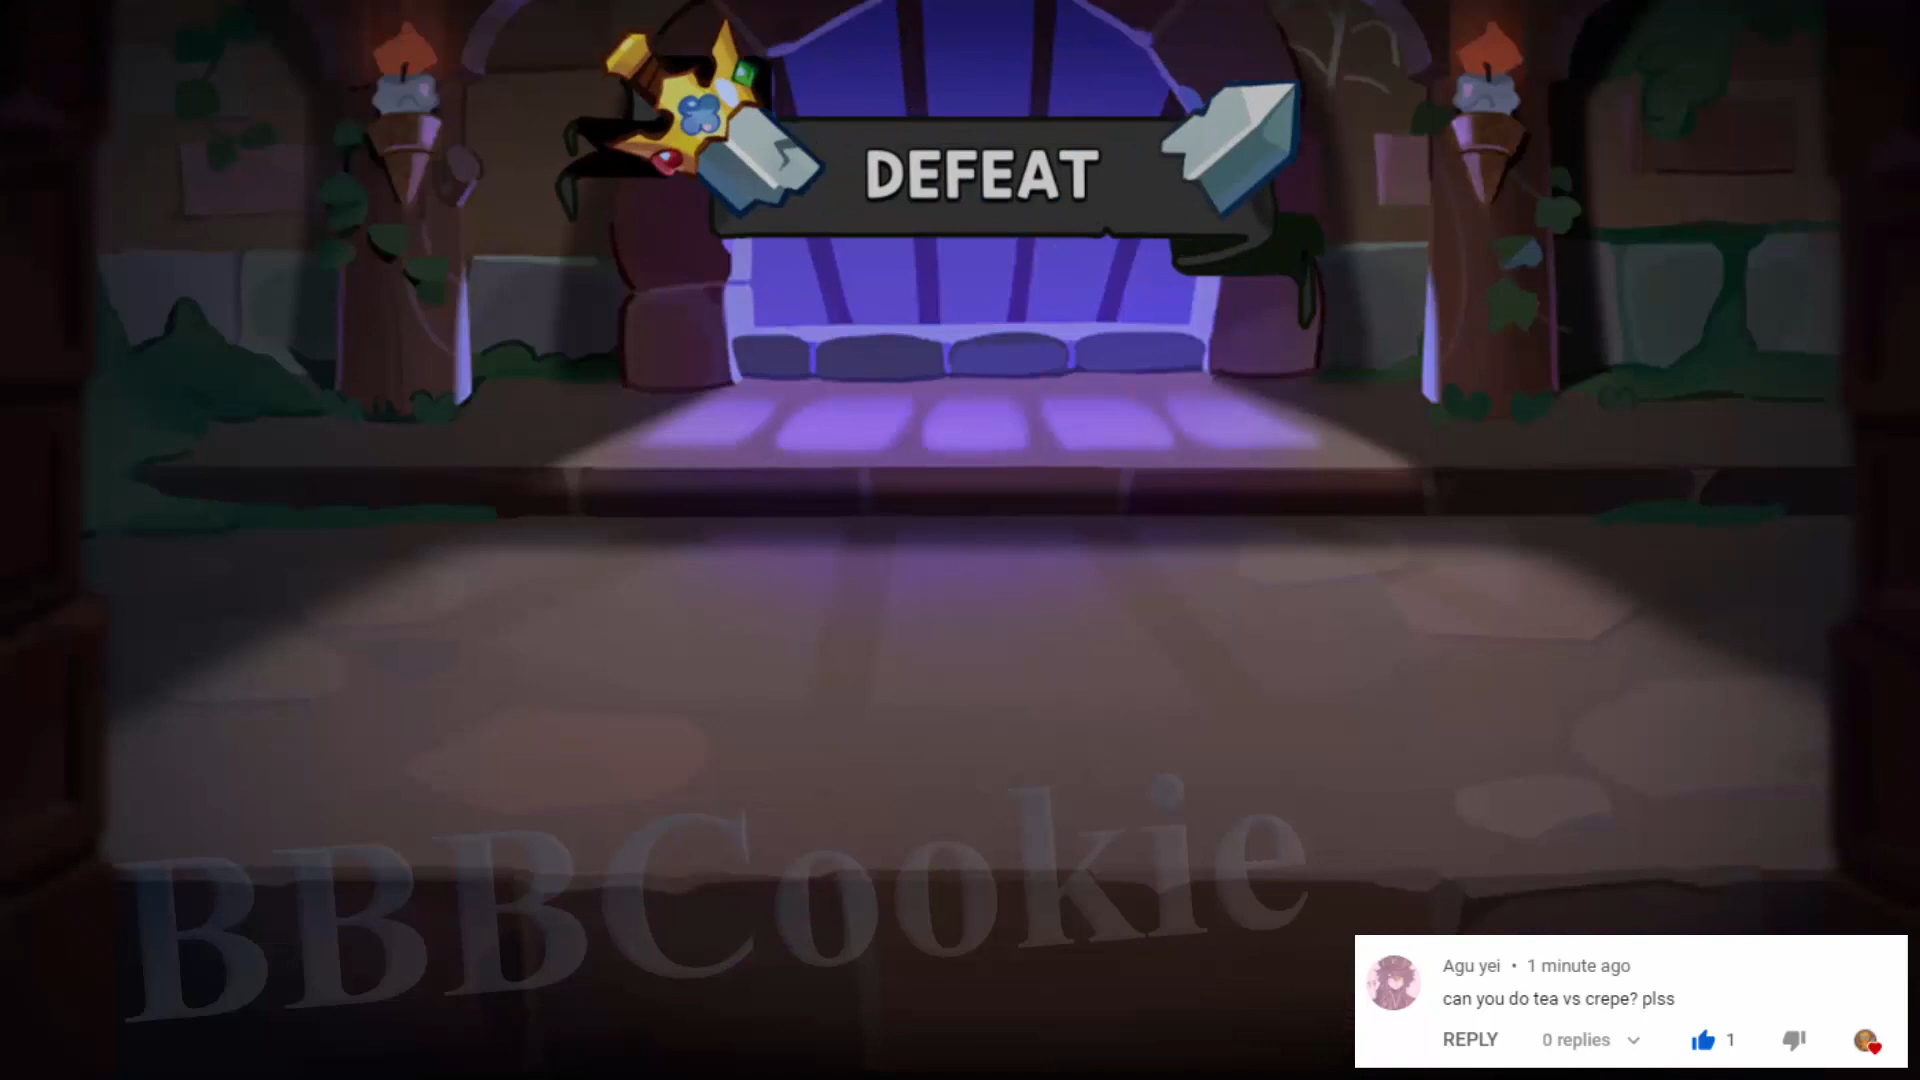 DEFEAT
BBBCookie
Agu yei • 1 minute ago
can you do tea vs crepe? plss
REPLY 0 replies 1